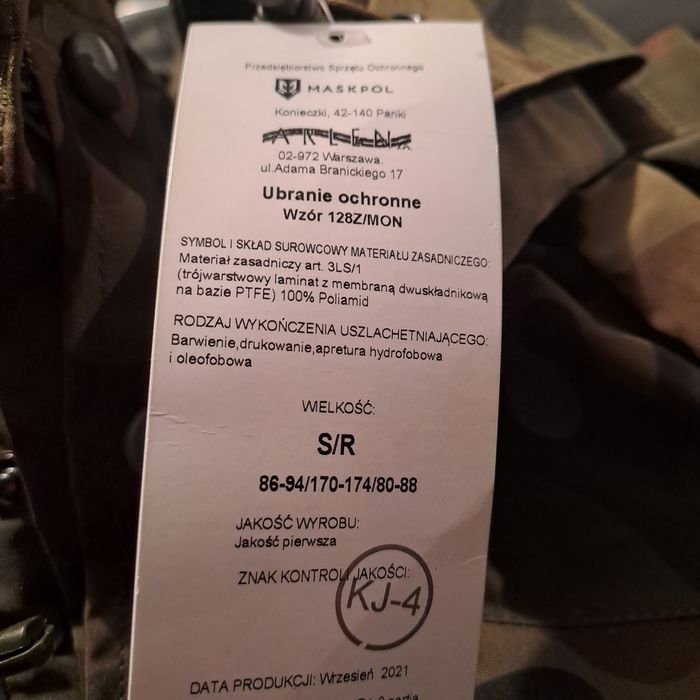 Przedsiębiorstwo Sprzętu Ochronnego
MASKPOL
Konieczki, 42-140 Panki
ARLEN
02-972 Warszawa
ul.Adama Branickiego 17
Ubranie ochronne
Wzór 128Z/MON
SYMBOL I SKŁAD SUROWCOWY MATERIAŁU ZASADNICZEGO:
Materiał zasadniczy art. 3LS/1
(trójwarstwowy laminat z membraną dwuskładnikową
na bazie PTFE) 100% Poliamid
RODZAJ WYKOŃCZENIA USZLACHETNIAJĄCEGO:
Barwienie,drukowanie,apretura hydrofobowa
i oleofobowa
WIELKOŚĆ:
S/R
86-94/170-174/80-88
JAKOŚĆ WYROBU:
Jakość pierwsza
ZNAK KONTROLI JAKOŚCI:
KJ-4
DATA PRODUKCJI: Wrzesień 2021